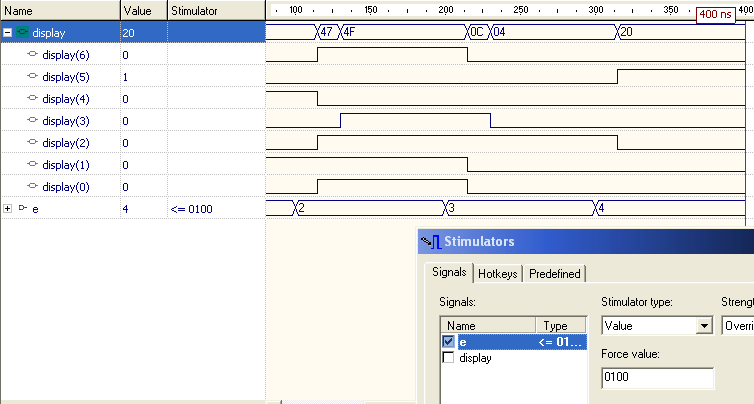 Name Value Stimulator 100 150 200 250 300 350 400
400 ns
display 20 47 4F 0C 04 20
display(6) 0
display(5) 1
display(4) 0
display(3) 0
display(2) 0
display(1) 0
display(0) 0
e 4 <= 0100 2 3 4
Stimulators
Signals Hotkeys Predefined
Signals: Stimulator type:
Name Type Value
e <= 01...
display Force value:
0100